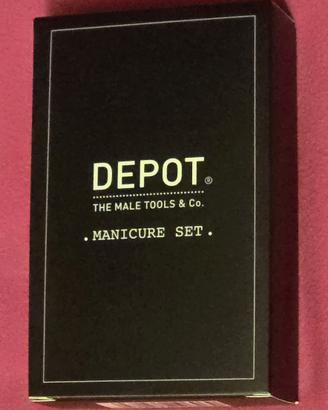 DEPOT®
THE MALE TOOLS & Co.
.MANICURE SET.